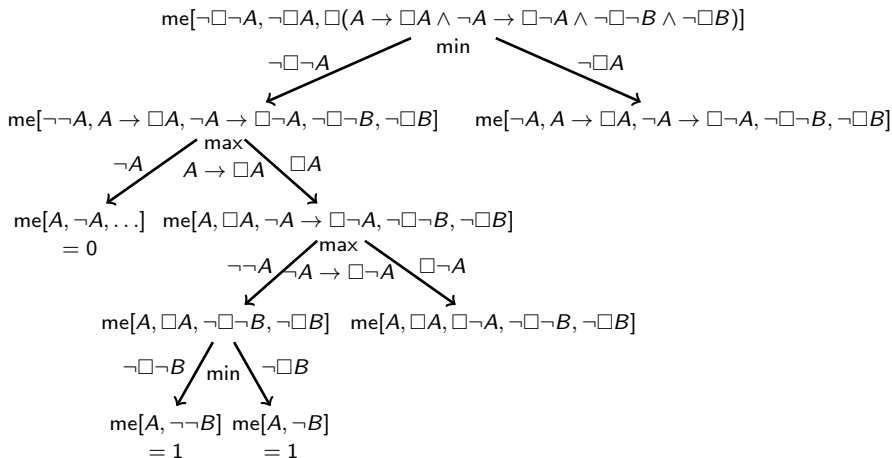 me[¬□¬A, ¬□A, □(A → □A ∧ ¬A → □¬A ∧ ¬□¬B ∧ ¬□B)]
min
¬□¬A
¬□A
me[¬¬A, A → □A, ¬A → □¬A, ¬□¬B, ¬□B]
me[¬A, A → □A, ¬A → □¬A, ¬□¬B, ¬□B]
max
¬A
A → □A
□A
me[A, ¬A, ...]
= 0
me[A, □A, ¬A → □¬A, ¬□¬B, ¬□B]
max
¬¬A
¬A → □¬A
□¬A
me[A, □A, ¬□¬B, ¬□B]
me[A, □A, □¬A, ¬□¬B, ¬□B]
¬□¬B
min
¬□B
me[A, ¬¬B]
= 1
me[A, ¬B]
= 1